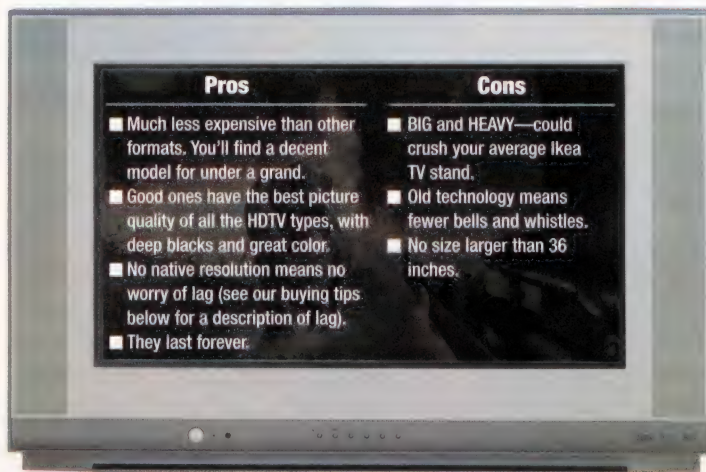 Pros
Much less expensive than other
formats. You'll find a decent
model for under a grand.
Good ones have the best picture
quality of all the HDTV types, with
deep blacks and great color.
No native resolution means no
worry of lag (see our buying tips
below for a description of lag).
They last forever.
Cons
BIG and HEAVY—could
crush your average Ikea
TV stand.
Old technology means
fewer bells and whistles.
No size larger than 36
inches.